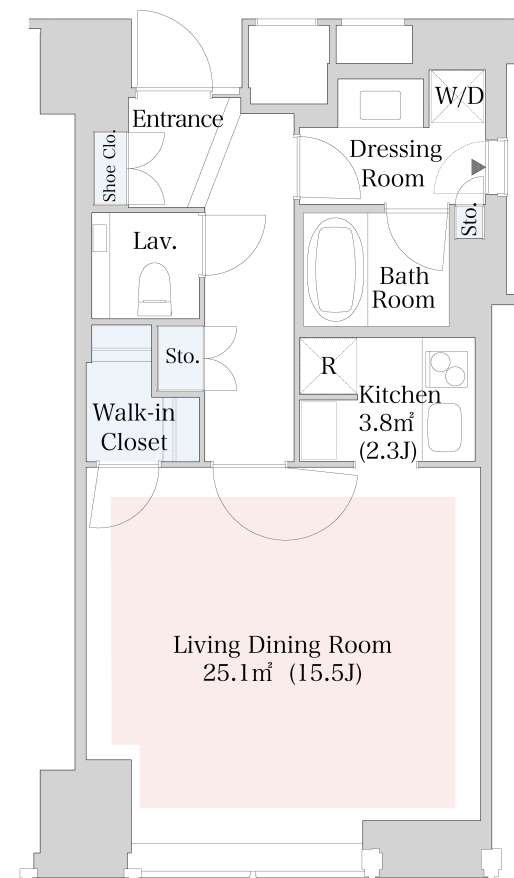 Entrance
W/D
Shoe Clo.
Dressing
Room
Sto.
Lav.
Bath
Room
Sto.
R
Kitchen
3.8㎡
(2.3J)
Walk-in
Closet
Living Dining Room
25.1㎡ (15.5J)